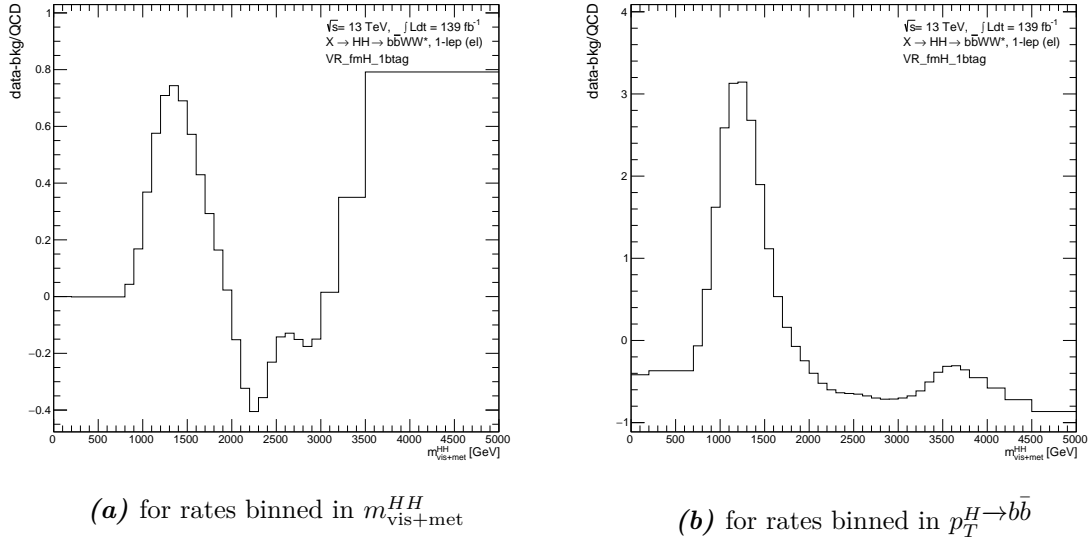 data-bkg/QCD
√s= 13 TeV, ∫ Ldt = 139 fb⁻¹
X → HH → bb̅WW*, 1-lep (el)
VR_fmH_1btag
0.8
0.6
0.4
0.2
0
−0.2
−0.4
0 500 1000 1500 2000 2500 3000 3500 4000 4500 5000
m^HH_vis+met [GeV]
data-bkg/QCD
√s= 13 TeV, ∫ Ldt = 139 fb⁻¹
X → HH → bb̅WW*, 1-lep (el)
VR_fmH_1btag
4
3
2
1
0
−1
0 500 1000 1500 2000 2500 3000 3500 4000 4500 5000
m^HH_vis+met [GeV]
(a) for rates binned in m^HH_vis+met
(b) for rates binned in p_T^H→bb̅